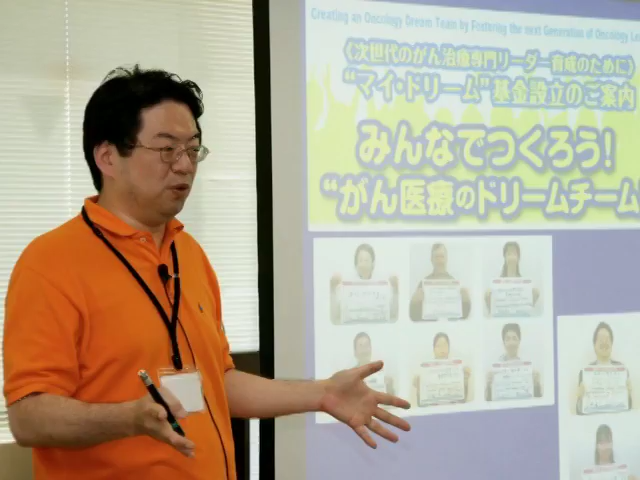 Creating an Oncology Dream Team by Fostering the next Generation of Oncology Le
〈次世代のがん治療専門リーダー育成のために〉
“マイ・ドリーム”基金設立のご案内
みんなでつくろう!
“がん医療のドリームチーム